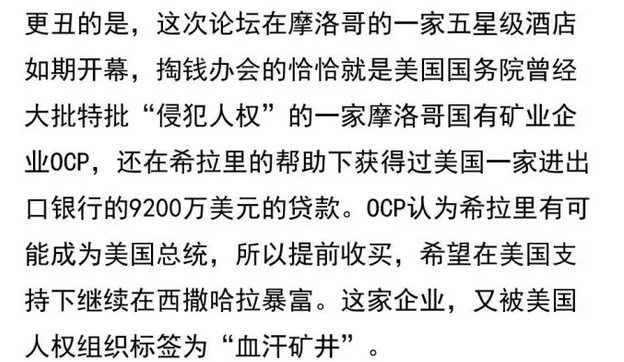 更丑的是，这次论坛在摩洛哥的一家五星级酒店
如期开幕，掏钱办会的恰恰就是美国国务院曾经
大批特批“侵犯人权”的一家摩洛哥国有矿业企
业OCP，还在希拉里的帮助下获得过美国一家进出
口银行的9200万美元的贷款。OCP认为希拉里有可
能成为美国总统，所以提前收买，希望在美国支
持下继续在西撒哈拉暴富。这家企业，又被美国
人权组织标签为“血汗矿井”。